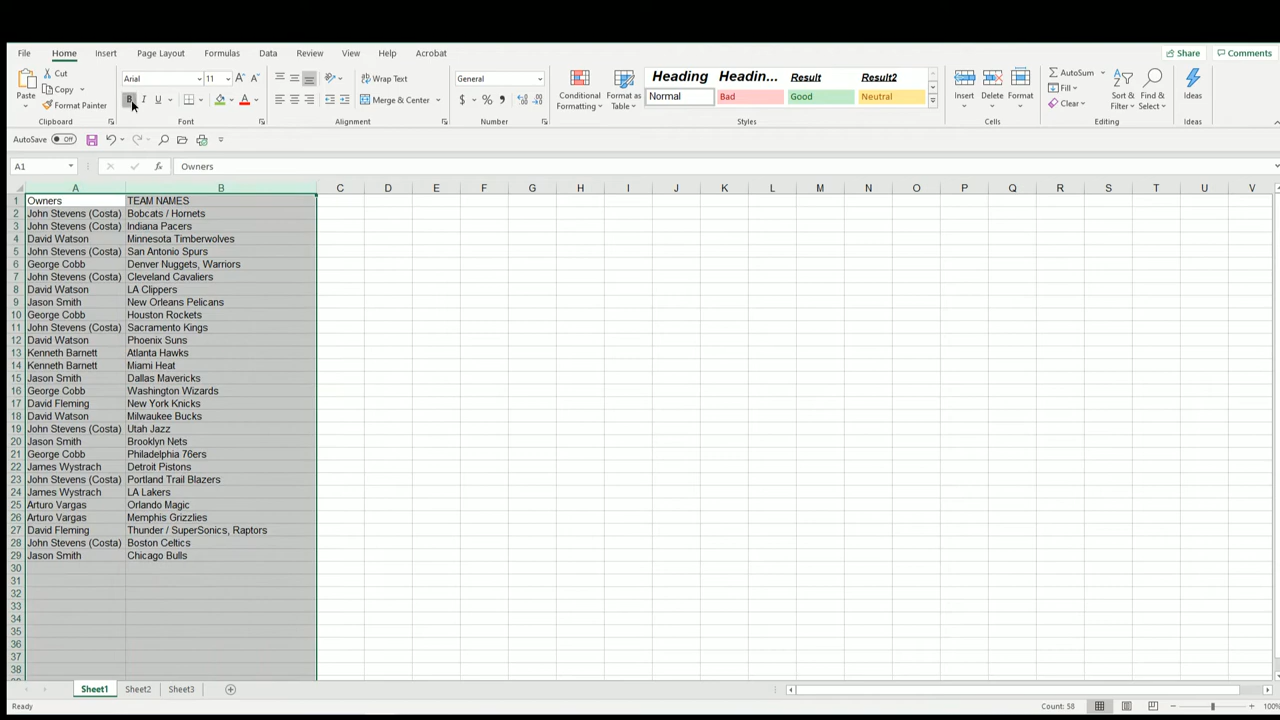 File Home Insert Page Layout Formulas Data Review View Help Acrobat Share Comments
Paste Cut Copy Format Painter Clipboard
Arial 11 A A B I U A Font
Wrap Text Merge & Center Alignment
General $ % , Number
Conditional Formatting Format as Table
Heading Headin... Result Result2
Normal Bad Good Neutral
Styles
Insert Delete Format Cells
AutoSum Fill Clear Sort & Filter Find & Select Editing
Ideas Ideas
AutoSave Off
A1 fx Owners
A B C D E F G H I J K L M N O P Q R S T U V
1 Owners TEAM NAMES
2 John Stevens (Costa) Bobcats / Hornets
3 John Stevens (Costa) Indiana Pacers
4 David Watson Minnesota Timberwolves
5 John Stevens (Costa) San Antonio Spurs
6 George Cobb Denver Nuggets, Warriors
7 John Stevens (Costa) Cleveland Cavaliers
8 David Watson LA Clippers
9 Jason Smith New Orleans Pelicans
10 George Cobb Houston Rockets
11 John Stevens (Costa) Sacramento Kings
12 David Watson Phoenix Suns
13 Kenneth Barnett Atlanta Hawks
14 Kenneth Barnett Miami Heat
15 Jason Smith Dallas Mavericks
16 George Cobb Washington Wizards
17 David Fleming New York Knicks
18 David Watson Milwaukee Bucks
19 John Stevens (Costa) Utah Jazz
20 Jason Smith Brooklyn Nets
21 George Cobb Philadelphia 76ers
22 James Wystrach Detroit Pistons
23 John Stevens (Costa) Portland Trail Blazers
24 James Wystrach LA Lakers
25 Arturo Vargas Orlando Magic
26 Arturo Vargas Memphis Grizzlies
27 David Fleming Thunder / SuperSonics, Raptors
28 John Stevens (Costa) Boston Celtics
29 Jason Smith Chicago Bulls
30
31
32
33
34
35
36
37
38
Sheet1 Sheet2 Sheet3
Ready Count: 58 100%